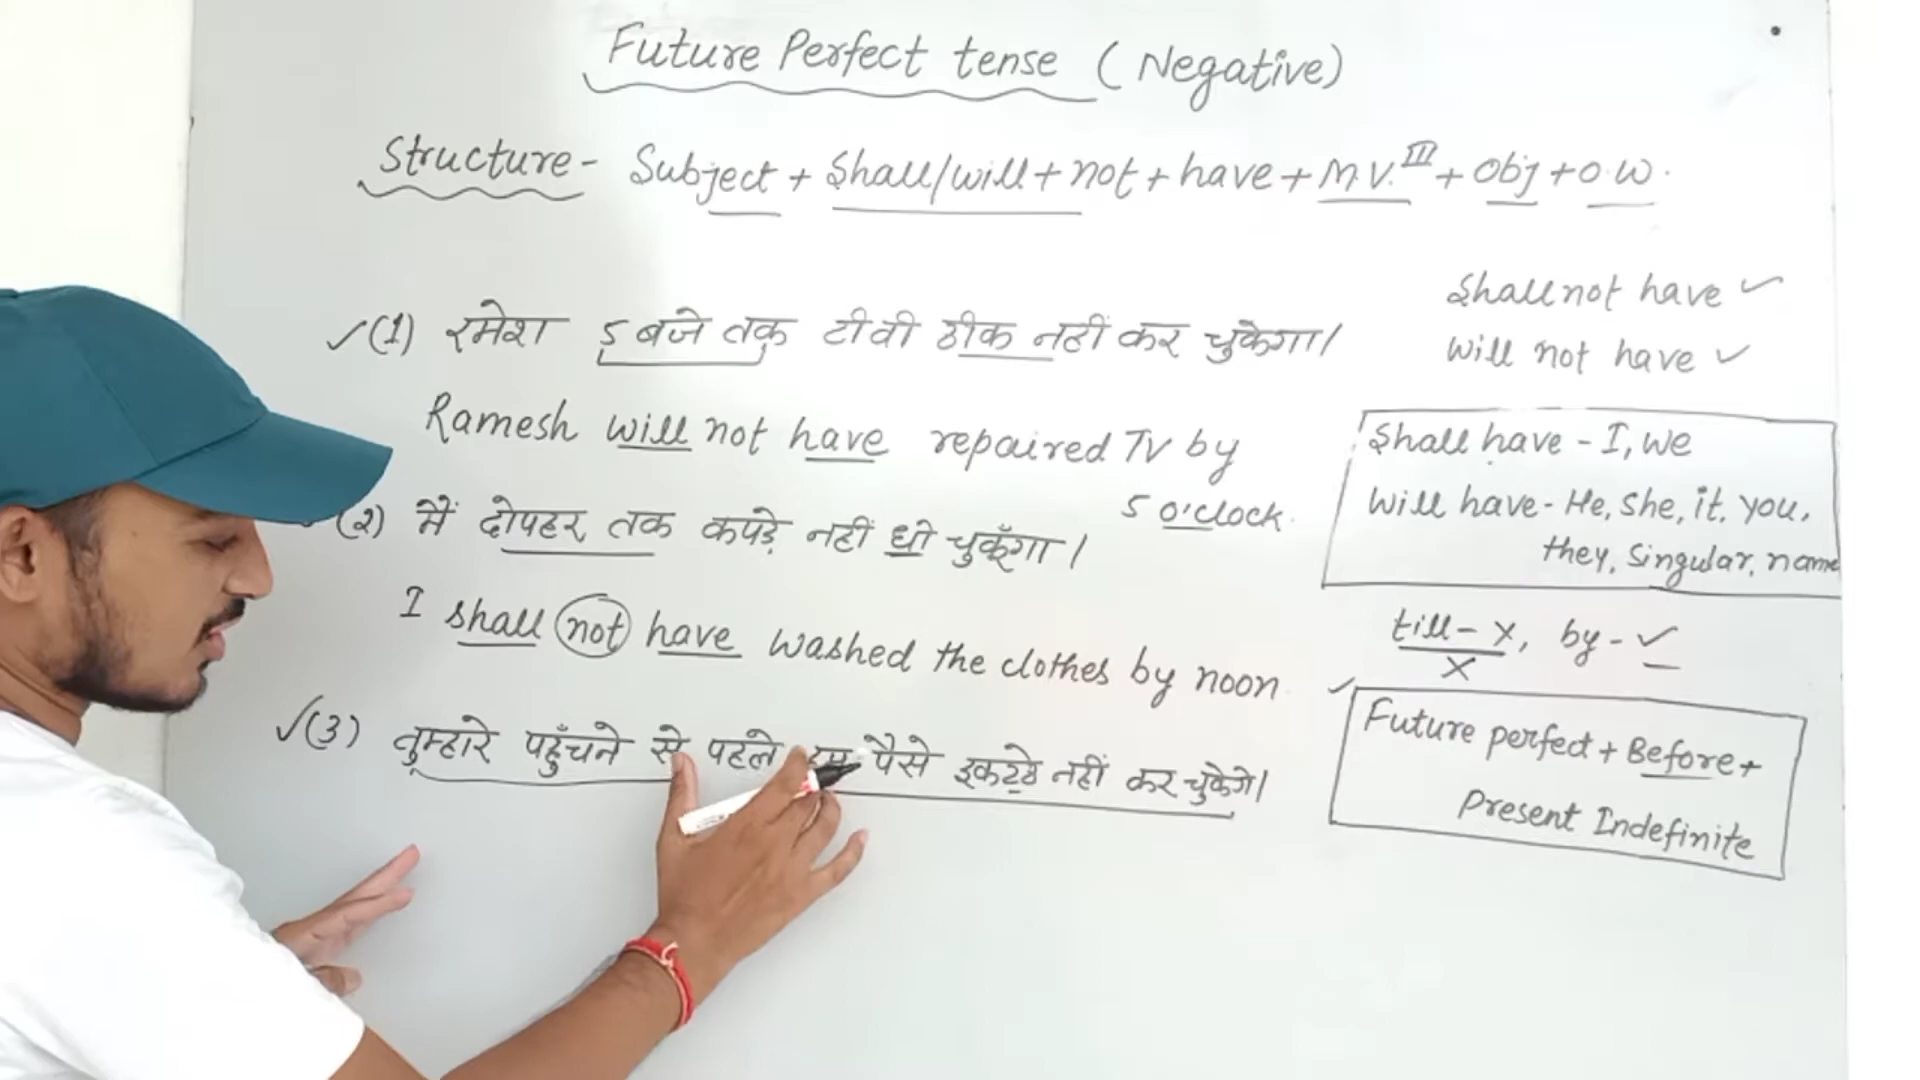 Future Perfect tense (Negative)
Structure - Subject + Shall/will + not + have + M.V.III + Obj + O.W.
Shall not have ✓
Will not have ✓
✓(1) रमेश 5 बजे तक टीवी ठीक नहीं कर चुकेगा।
Ramesh will not have repaired TV by
5 o'clock.
(2) मैं दोपहर तक कपड़े नहीं धो चुकूँगा।
I shall not have washed the clothes by noon
✓(3) तुम्हारे पहुँचने से पहले हम पैसे इकट्ठे नहीं कर चुकेगे।
Shall have - I, we
Will have - He, she, it, you,
they, singular, name
till - x, by - ✓
x
✓
Future perfect + Before +
Present Indefinite